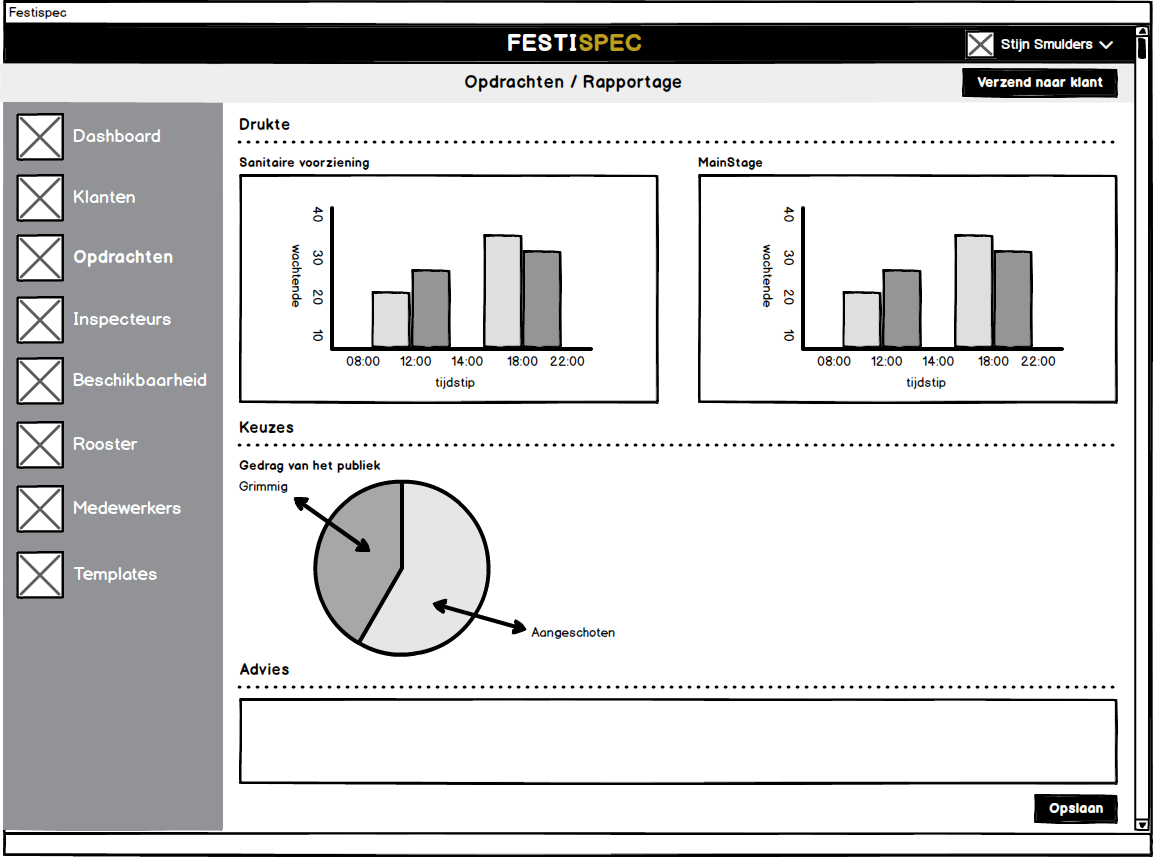 Festispec
FESTISPEC
Stijn Smulders
Opdrachten / Rapportage
Verzend naar klant
Dashboard
Klanten
Opdrachten
Inspecteurs
Beschikbaarheid
Rooster
Medewerkers
Templates
Drukte
Sanitaire voorziening
wachtende
40
30
20
10
08:00 12:00 14:00 18:00 22:00
tijdstip
MainStage
wachtende
40
30
20
10
08:00 12:00 14:00 18:00 22:00
tijdstip
Keuzes
Gedrag van het publiek
Grimmig
Aangeschoten
Advies
Opslaan